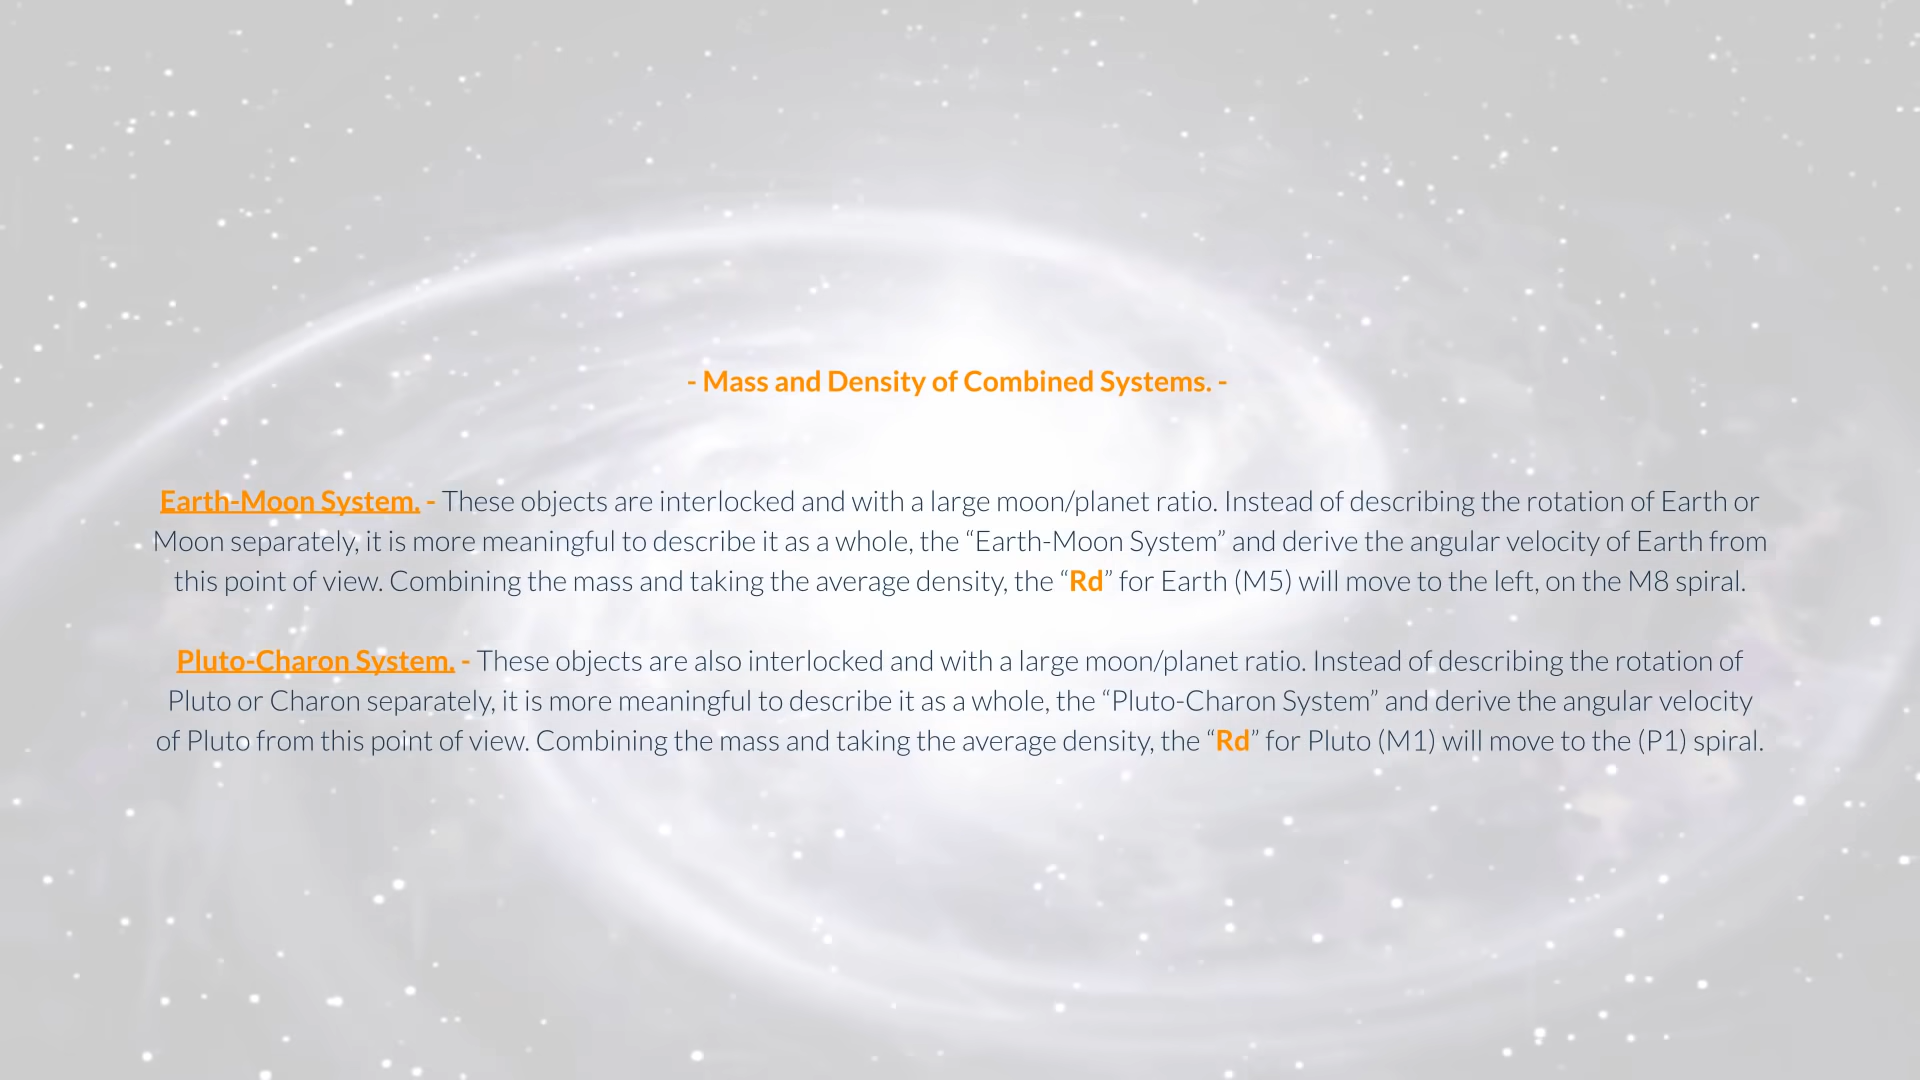 - Mass and Density of Combined Systems. -
Earth-Moon System. - These objects are interlocked and with a large moon/planet ratio. Instead of describing the rotation of Earth or
Moon separately, it is more meaningful to describe it as a whole, the “Earth-Moon System” and derive the angular velocity of Earth from
this point of view. Combining the mass and taking the average density, the “Rd” for Earth (M5) will move to the left, on the M8 spiral.
Pluto-Charon System. - These objects are also interlocked and with a large moon/planet ratio. Instead of describing the rotation of
Pluto or Charon separately, it is more meaningful to describe it as a whole, the “Pluto-Charon System” and derive the angular velocity
of Pluto from this point of view. Combining the mass and taking the average density, the “Rd” for Pluto (M1) will move to the (P1) spiral.